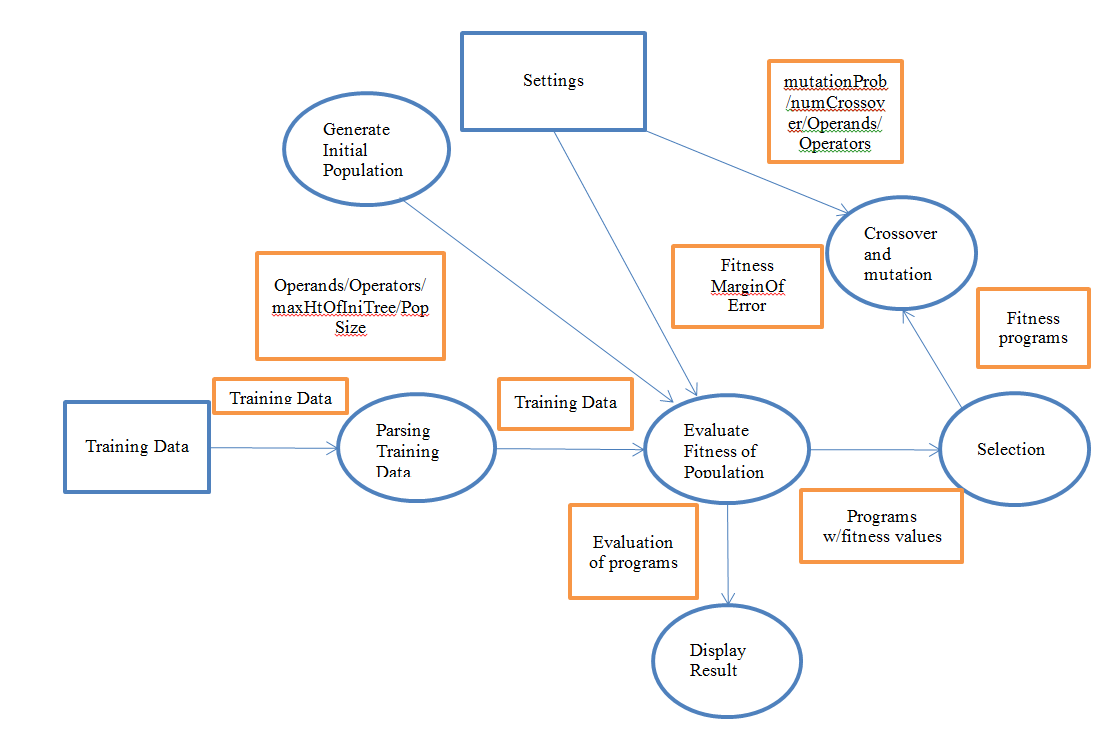 Settings
mutationProb
/numCrossov
er/Operands/
Operators
Generate
Initial
Population
Crossover
and
mutation
Fitness
MarginOf
Error
Operands/Operators/
maxHtOfIniTree/Pop
Size
Fitness
programs
Training Data
Training Data
Training Data
Parsing
Training
Data
Evaluate
Fitness of
Population
Selection
Programs
w/fitness values
Evaluation
of programs
Display
Result